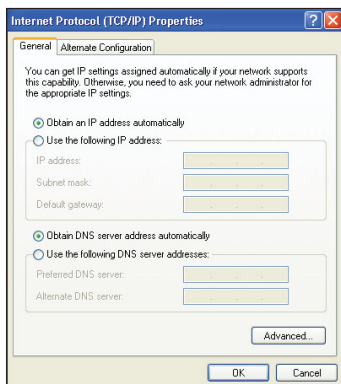 Internet Protocol (TCP/IP) Properties
General
Alternate Configuration
You can get IP settings assigned automatically if your network supports
this capability. Otherwise, you need to ask your network administrator for
the appropriate IP settings.
Obtain an IP address automatically
Use the following IP address:
IP address:
Subnet mask:
Default gateway:
Obtain DNS server address automatically
Use the following DNS server addresses:
Preferred DNS server:
Alternate DNS server:
Advanced...
OK
Cancel